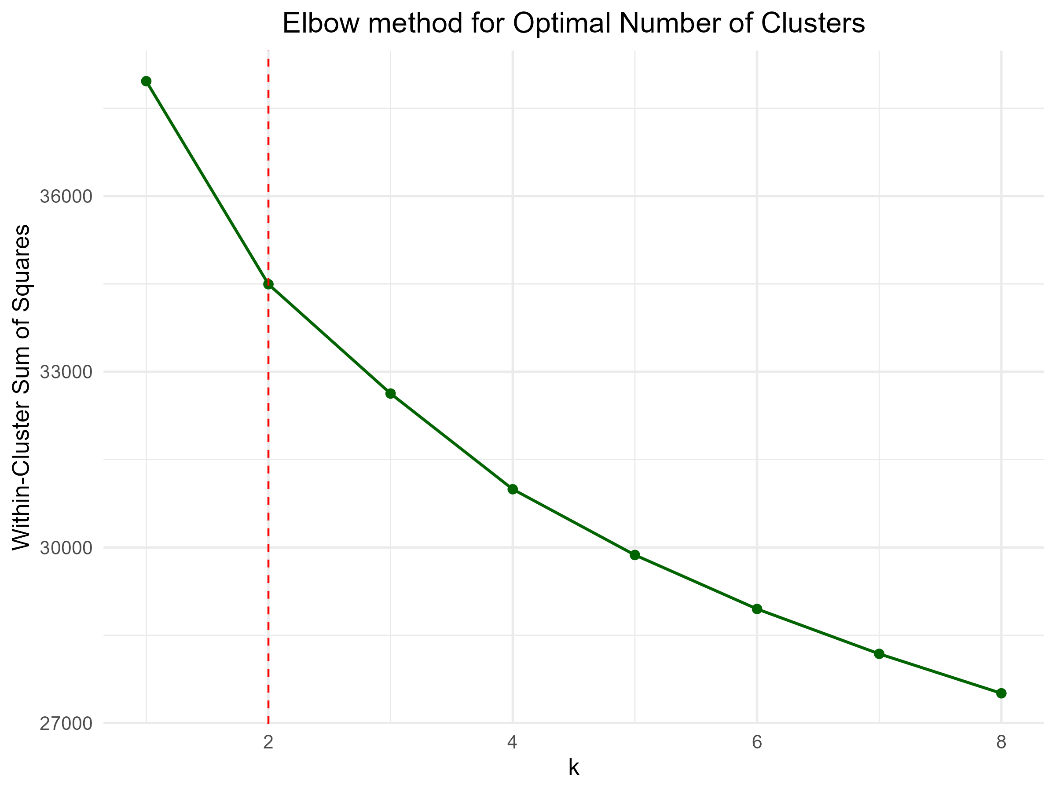 Elbow method for Optimal Number of Clusters
Within-Cluster Sum of Squares
36000
33000
30000
27000
2 4 6 8
k